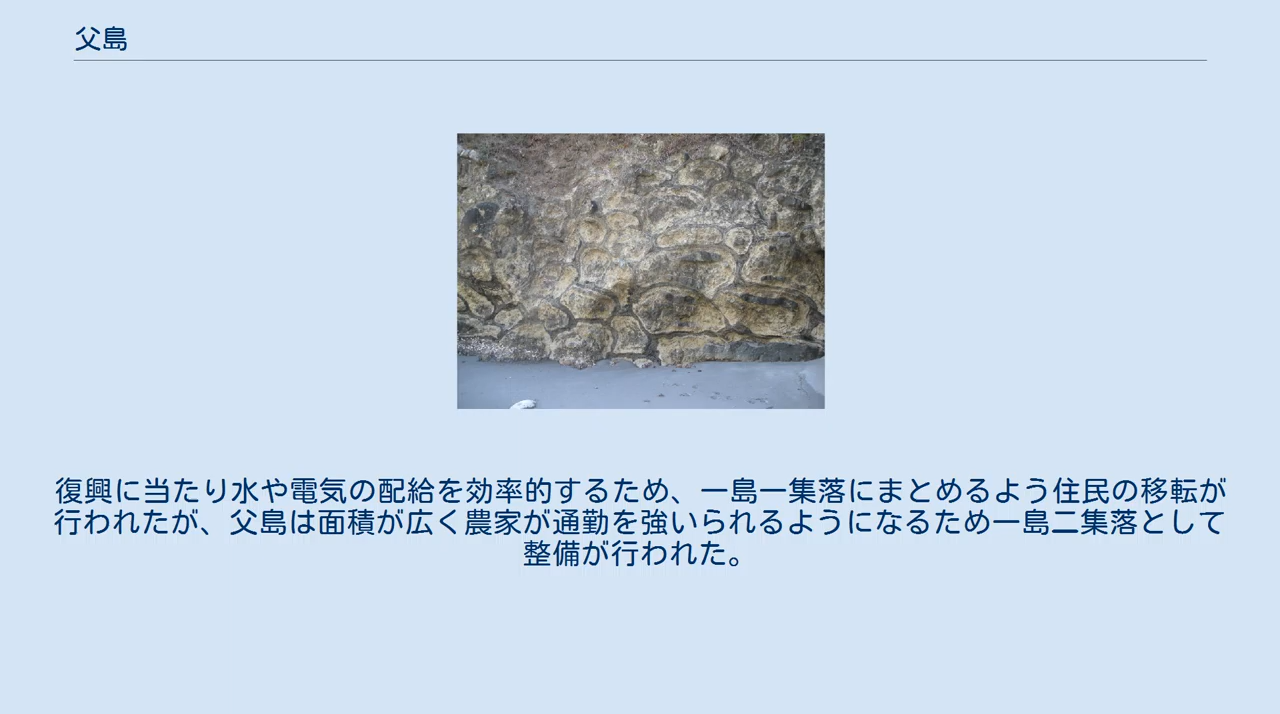 父島
復興に当たり水や電気の配給を効率的するため、一島一集落にまとめるよう住民の移転が
行われたが、父島は面積が広く農家が通勤を強いられるようになるため一島二集落として
整備が行われた。